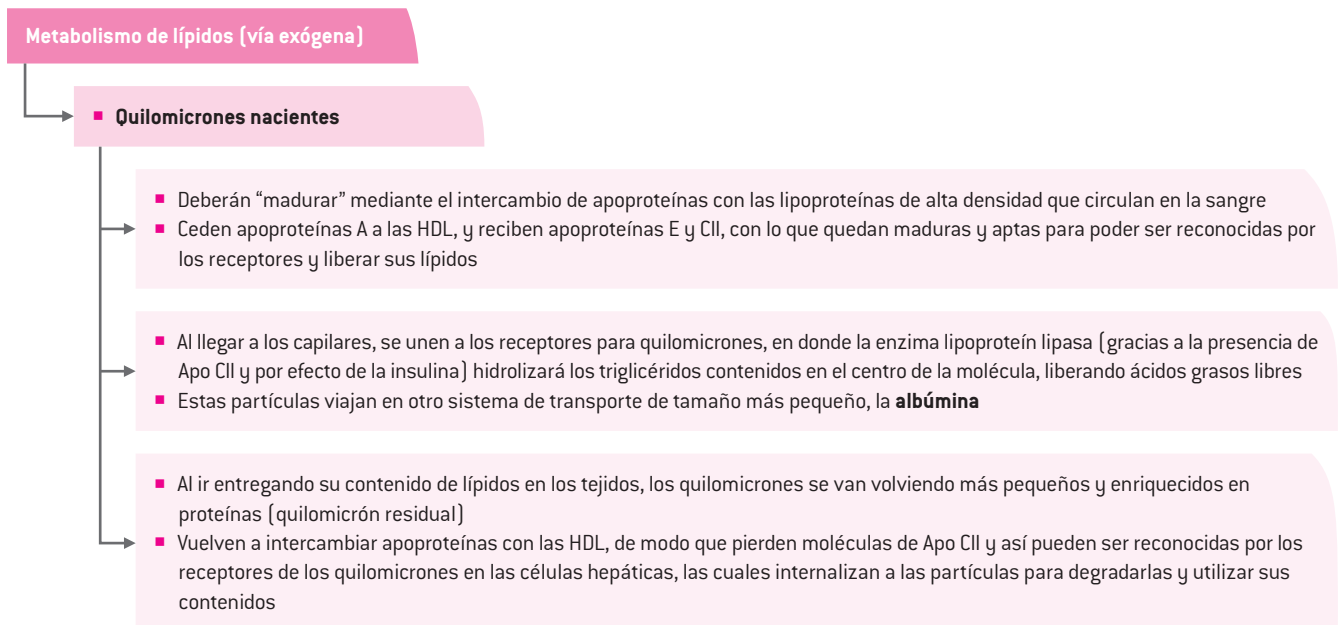 Metabolismo de lípidos (vía exógena)
■ Quilomicrones nacientes
■ Deberán “madurar” mediante el intercambio de apoproteínas con las lipoproteínas de alta densidad que circulan en la sangre
■ Ceden apoproteínas A a las HDL, y reciben apoproteínas E y CII, con lo que quedan maduras y aptas para poder ser reconocidas por
los receptores y liberar sus lípidos
■ Al llegar a los capilares, se unen a los receptores para quilomicrones, en donde la enzima lipoproteín lipasa (gracias a la presencia de
Apo CII y por efecto de la insulina) hidrolizará los triglicéridos contenidos en el centro de la molécula, liberando ácidos grasos libres
■ Estas partículas viajan en otro sistema de transporte de tamaño más pequeño, la albúmina
■ Al ir entregando su contenido de lípidos en los tejidos, los quilomicrones se van volviendo más pequeños y enriquecidos en
proteínas (quilomicrón residual)
■ Vuelven a intercambiar apoproteínas con las HDL, de modo que pierden moléculas de Apo CII y así pueden ser reconocidas por los
receptores de los quilomicrones en las células hepáticas, las cuales internalizan a las partículas para degradarlas y utilizar sus
contenidos